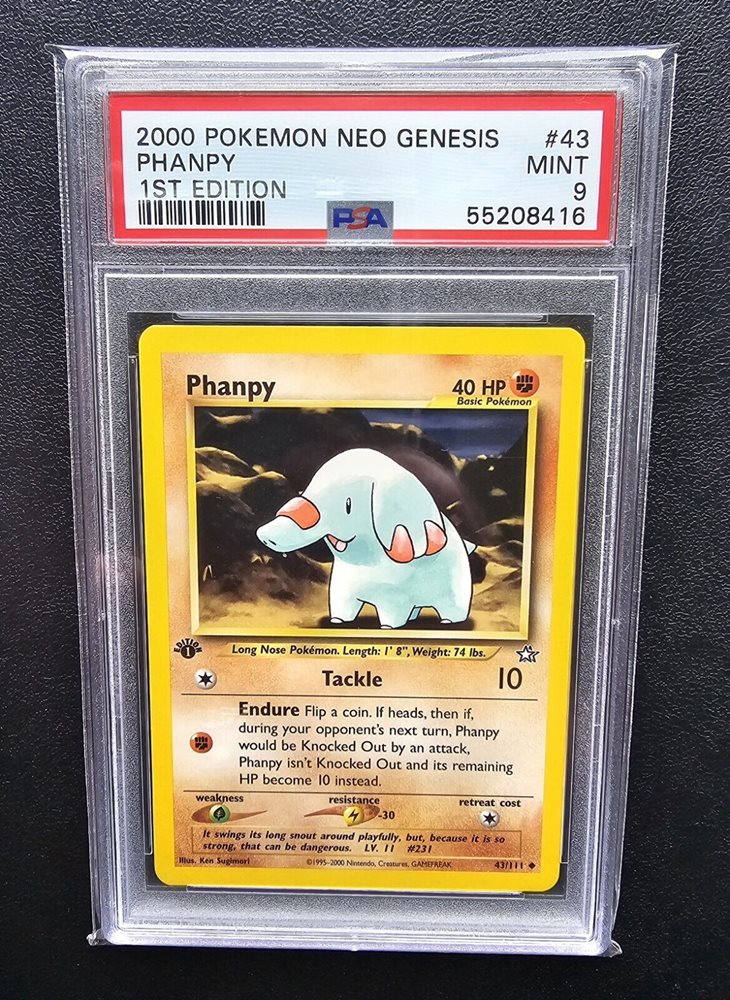 2000 POKEMON NEO GENESIS #43
PHANPY MINT
1ST EDITION 9
PSA 55208416
Phanpy 40 HP
Basic Pokémon
Long Nose Pokémon. Length: 1' 8", Weight: 74 lbs.
EDITION 1
Tackle 10
Endure Flip a coin. If heads, then if,
during your opponent's next turn, Phanpy
would be Knocked Out by an attack,
Phanpy isn't Knocked Out and its remaining
HP become 10 instead.
weakness resistance retreat cost
-30
It swings its long snout around playfully, but, because it is so
strong, that can be dangerous. LV. 11 #231
Illus. Ken Sugimori ©1995-2000 Nintendo, Creatures, GAMEFREAK. 43/111